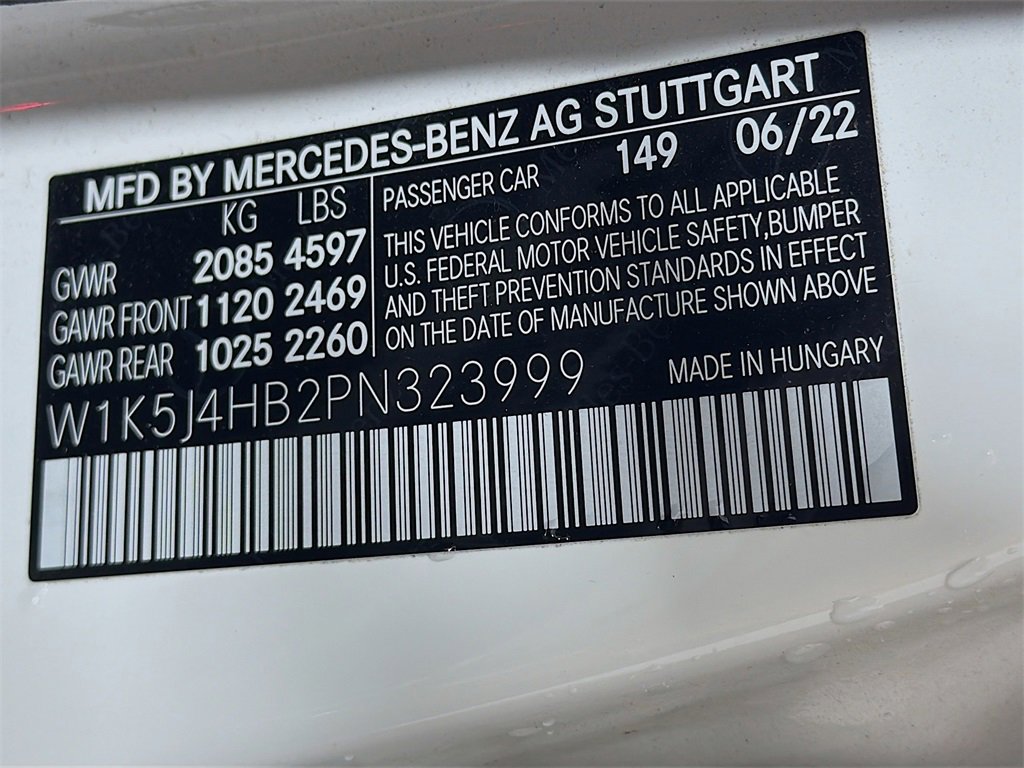 MFD BY MERCEDES-BENZ AG STUTTGART
KG LBS
GVWR 2085 4597
GAWR FRONT 1120 2469
GAWR REAR 1025 2260
PASSENGER CAR 149 06/22
THIS VEHICLE CONFORMS TO ALL APPLICABLE
U.S. FEDERAL MOTOR VEHICLE SAFETY, BUMPER
AND THEFT PREVENTION STANDARDS IN EFFECT
ON THE DATE OF MANUFACTURE SHOWN ABOVE
W1K5J4HB2PN323999
MADE IN HUNGARY